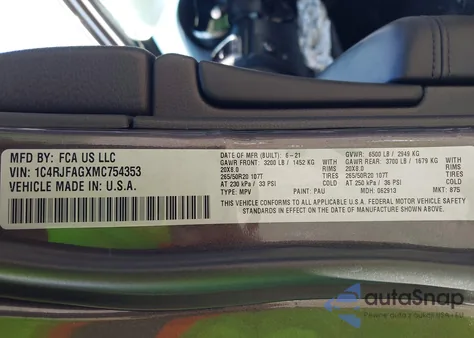 MFD BY: FCA US LLC
VIN: 1C4RJFAGXMC754353
VEHICLE MADE IN: U.S.A.
DATE OF MFR (BUILT): 6-21 GVWR: 6500 LB / 2949 KG
GAWR FRONT: 3200 LB / 1452 KG GAWR REAR: 3700 LB / 1679 KG
20X8.0 RIMS 20X8.0 RIMS
265/50R20 107T TIRES 265/50R20 107T TIRES
AT 230 kPa / 33 PSI COLD AT 250 kPa / 36 PSI COLD
TYPE: MPV PAINT: PAU MDH: 062913 MKT: 875
THIS VEHICLE CONFORMS TO ALL APPLICABLE U.S.A. FEDERAL MOTOR VEHICLE SAFETY
STANDARDS IN EFFECT ON THE DATE OF MANUFACTURE SHOWN ABOVE.
autoSnap